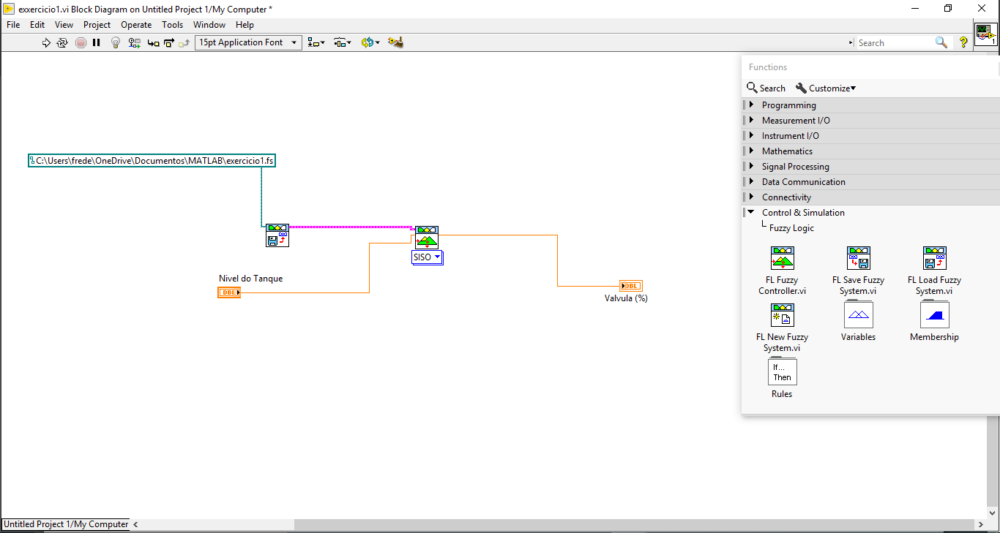 exxercicio1.vi Block Diagram on Untitled Project 1/My Computer *
File Edit View Project Operate Tools Window Help
15pt Application Font
Search
?
1
Functions
Search Customize
Programming
Measurement I/O
Instrument I/O
Mathematics
Signal Processing
Data Communication
Connectivity
Control & Simulation
Fuzzy Logic
FL Fuzzy
Controller.vi
FL Save Fuzzy
System.vi
FL Load Fuzzy
System.vi
FL New Fuzzy
System.vi
Variables
Membership
If...
Then
Rules
C:\Users\frede\OneDrive\Documentos\MATLAB\exercicio1.fs
SISO
Nivel do Tanque
DBL
DBL
Valvula (%)
Untitled Project 1/My Computer